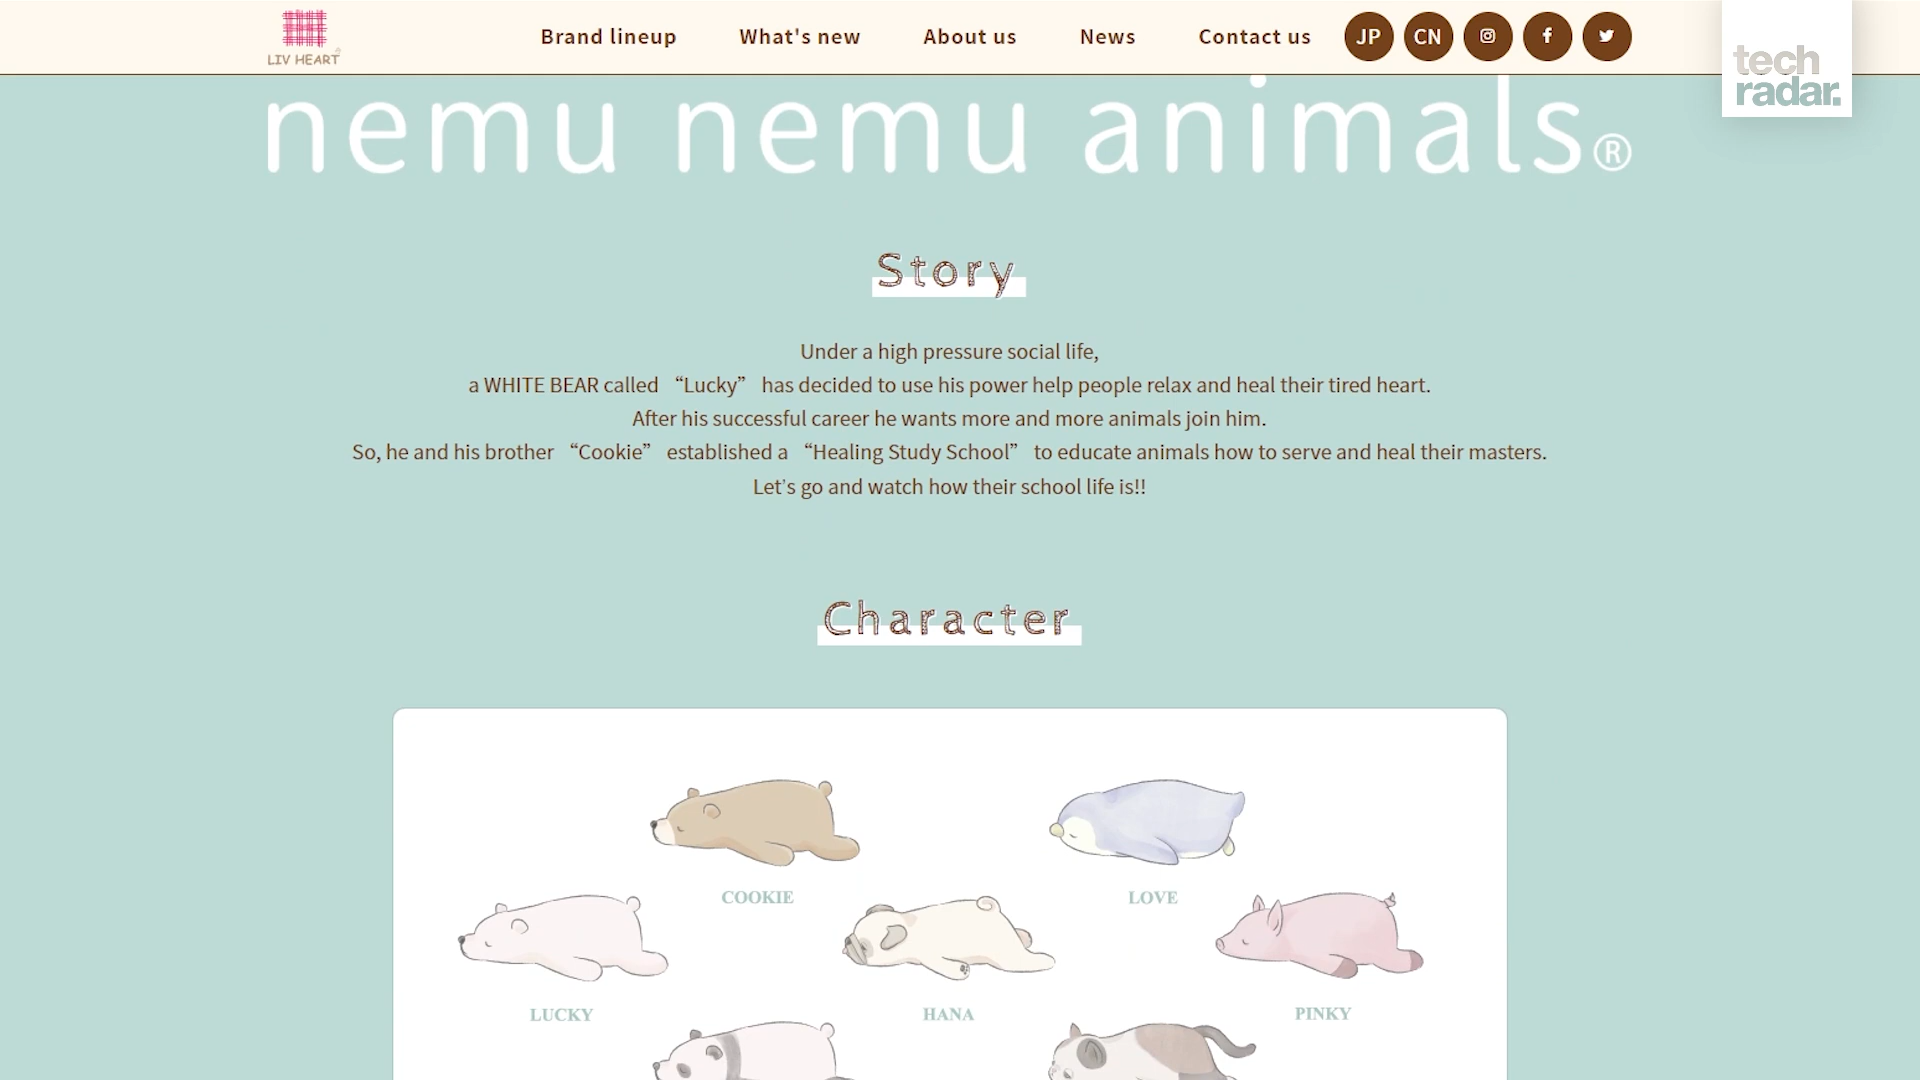 LIV HEART
Brand lineup
What's new
About us
News
Contact us
JP
CN
tech
radar.
nemu nemu animals®
Story
Under a high pressure social life,
a WHITE BEAR called “Lucky” has decided to use his power help people relax and heal their tired heart.
After his successful career he wants more and more animals join him.
So, he and his brother “Cookie” established a “Healing Study School” to educate animals how to serve and heal their masters.
Let's go and watch how their school life is!!
Character
COOKIE
LOVE
LUCKY
HANA
PINKY